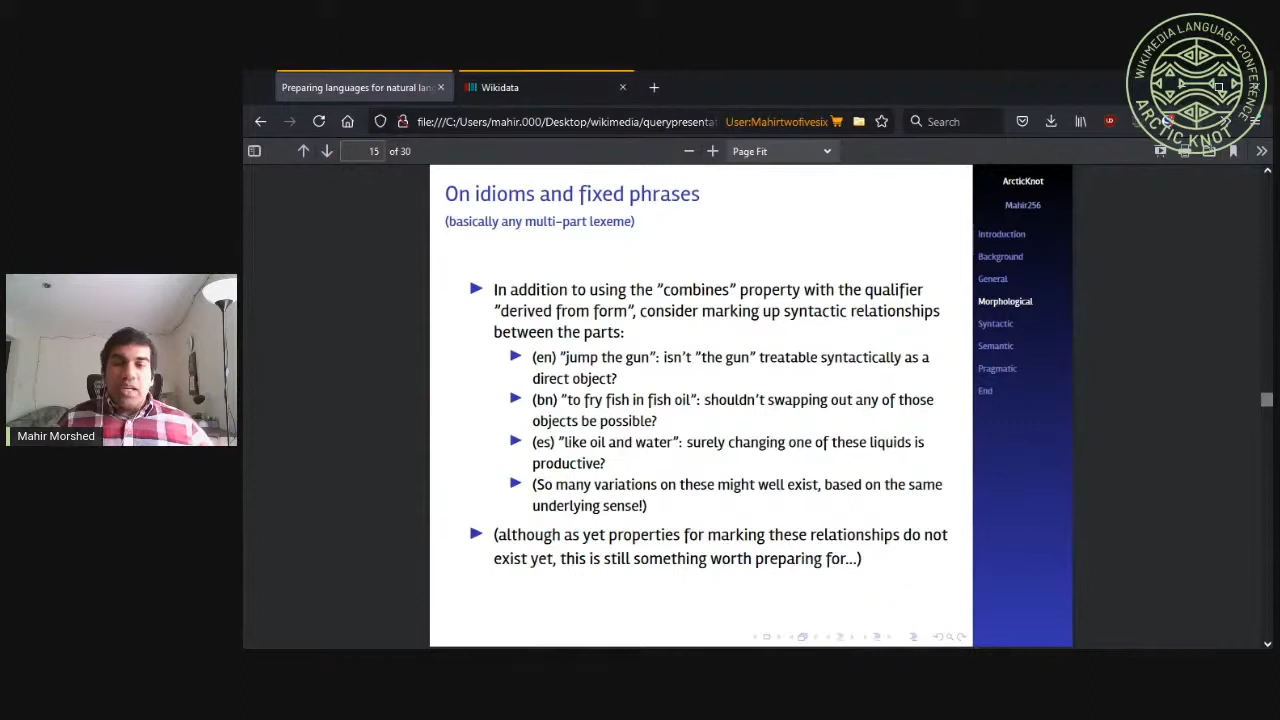 WIKIMEDIA LANGUAGE CONFERENCE
ARCTIC KNOT
Preparing languages for natural lang
Wikidata
file:///C:/Users/mahir.000/Desktop/wikimedia/querypresentat
User:Mahirtwofivesix
Search
15 of 30
Page Fit
On idioms and fixed phrases
(basically any multi-part lexeme)
In addition to using the "combines" property with the qualifier
"derived from form", consider marking up syntactic relationships
between the parts:
(en) "jump the gun": isn't "the gun" treatable syntactically as a
direct object?
(bn) "to fry fish in fish oil": shouldn't swapping out any of those
objects be possible?
(es) "like oil and water": surely changing one of these liquids is
productive?
(So many variations on these might well exist, based on the same
underlying sense!)
(although as yet properties for marking these relationships do not
exist yet, this is still something worth preparing for...)
ArcticKnot
Mahir256
Introduction
Background
General
Morphological
Syntactic
Semantic
Pragmatic
End
Mahir Morshed